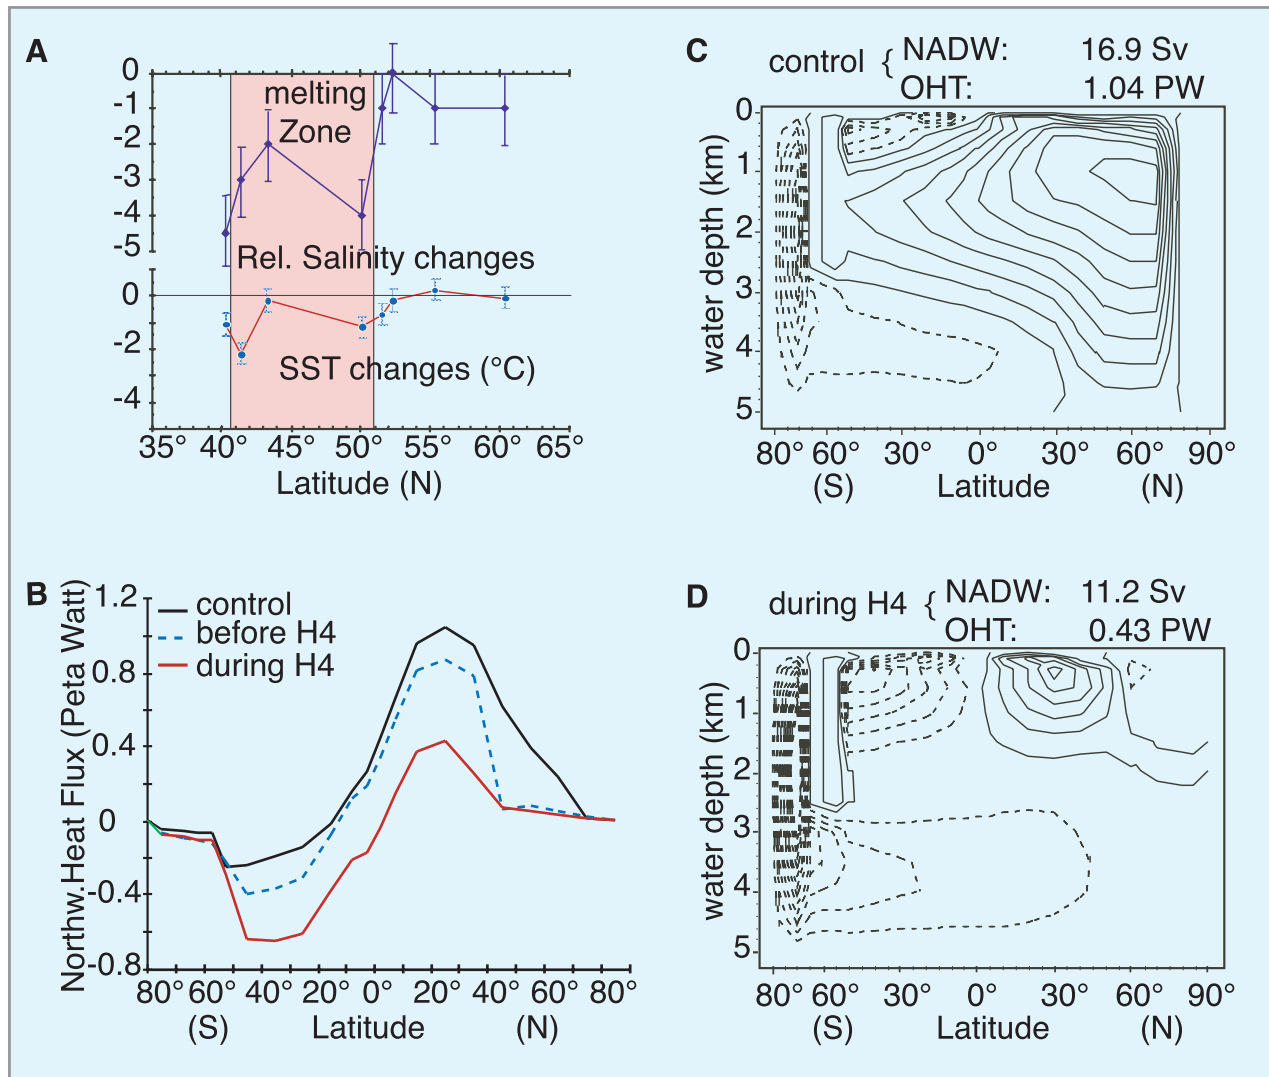 A
0
-1
-2
-3
-4
-5
melting
Zone
Rel. Salinity changes
0
-2
-4
SST changes (°C)
35 40° 45° 50° 55° 60° 65°
Latitude (N)
C
control { NADW: 16.9 Sv
OHT: 1.04 PW
water depth (km)
0
1
2
3
4
5
80° 60° 30° 0° 30° 60° 90°
(S) Latitude (N)
B
Northw.Heat Flux (Peta Watt)
1.2
0.8
0.4
0
-0.4
-0.8
control
before H4
during H4
80° 60° 40° 20° 0° 20° 40° 60° 80°
(S) Latitude (N)
D
during H4 { NADW: 11.2 Sv
OHT: 0.43 PW
water depth (km)
0
1
2
3
4
5
80° 60° 30° 0° 30° 60° 90°
(S) Latitude (N)